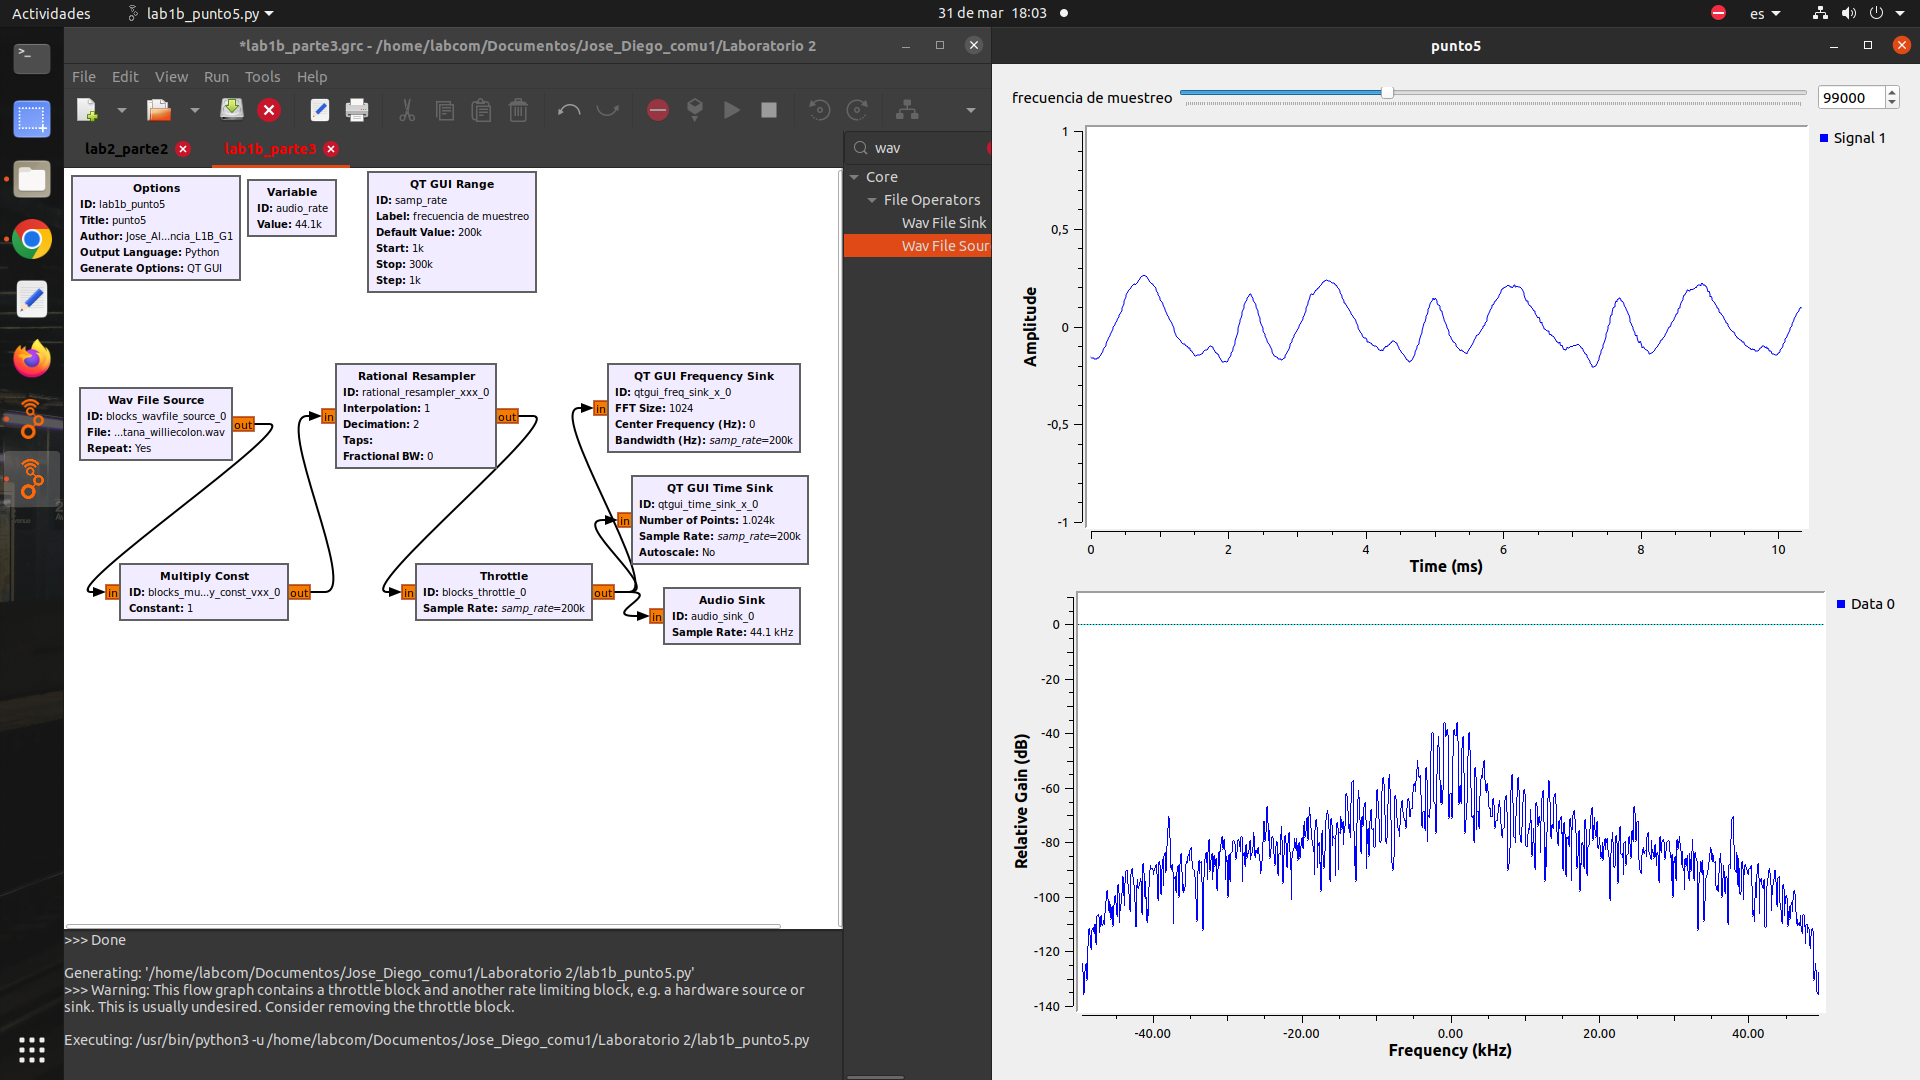 Actividades
lab1b_punto5.py
31 de mar 18:03
es
*lab1b_parte3.grc - /home/labcom/Documentos/Jose_Diego_comu1/Laboratorio 2
File Edit View Run Tools Help
lab2_parte2
lab1b_parte3
Options
ID: lab1b_punto5
Title: punto5
Author: Jose_Al...ncia_L1B_G1
Output Language: Python
Generate Options: QT GUI
Variable
ID: audio_rate
Value: 44.1k
QT GUI Range
ID: samp_rate
Label: frecuencia de muestreo
Default Value: 200k
Start: 1k
Stop: 300k
Step: 1k
Wav File Source
ID: blocks_wavfile_source_0
File: ...tana_williecolon.wav
Repeat: Yes
out
in
Rational Resampler
ID: rational_resampler_xxx_0
Interpolation: 1
Decimation: 2
Taps:
Fractional BW: 0
out
in
QT GUI Frequency Sink
ID: qtgui_freq_sink_x_0
FFT Size: 1024
Center Frequency (Hz): 0
Bandwidth (Hz): samp_rate=200k
in
QT GUI Time Sink
ID: qtgui_time_sink_x_0
Number of Points: 1.024k
Sample Rate: samp_rate=200k
Autoscale: No
in
Multiply Const
ID: blocks_mu...y_const_vxx_0
Constant: 1
out
in
Throttle
ID: blocks_throttle_0
Sample Rate: samp_rate=200k
out
in
Audio Sink
ID: audio_sink_0
Sample Rate: 44.1 kHz
wav
Core
File Operators
Wav File Sink
Wav File Sour
>>> Done
Generating: '/home/labcom/Documentos/Jose_Diego_comu1/Laboratorio 2/lab1b_punto5.py'
>>> Warning: This flow graph contains a throttle block and another rate limiting block, e.g. a hardware source or
sink. This is usually undesired. Consider removing the throttle block.
Executing: /usr/bin/python3 -u /home/labcom/Documentos/Jose_Diego_comu1/Laboratorio 2/lab1b_punto5.py
punto5
frecuencia de muestreo
99000
Signal 1
Amplitude
1
0,5
0
-0,5
-1
0 2 4 6 8 10
Time (ms)
Data 0
Relative Gain (dB)
0
-20
-40
-60
-80
-100
-120
-140
-40.00 -20.00 0.00 20.00 40.00
Frequency (kHz)